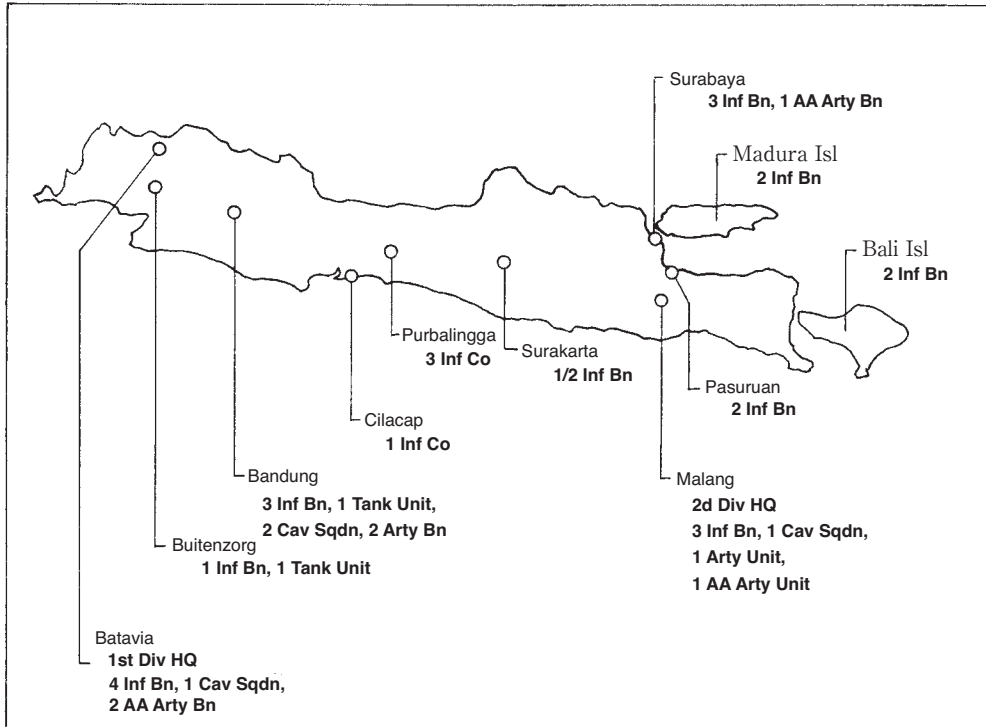 Surabaya
3 Inf Bn, 1 AA Arty Bn
Madura Isl
2 Inf Bn
Bali Isl
2 Inf Bn
Purbalingga
3 Inf Co
Surakarta
1/2 Inf Bn
Pasuruan
2 Inf Bn
Cilacap
1 Inf Co
Bandung
3 Inf Bn, 1 Tank Unit,
2 Cav Sqdn, 2 Arty Bn
Malang
2d Div HQ
3 Inf Bn, 1 Cav Sqdn,
1 Arty Unit,
1 AA Arty Unit
Buitenzorg
1 Inf Bn, 1 Tank Unit
Batavia
1st Div HQ
4 Inf Bn, 1 Cav Sqdn,
2 AA Arty Bn